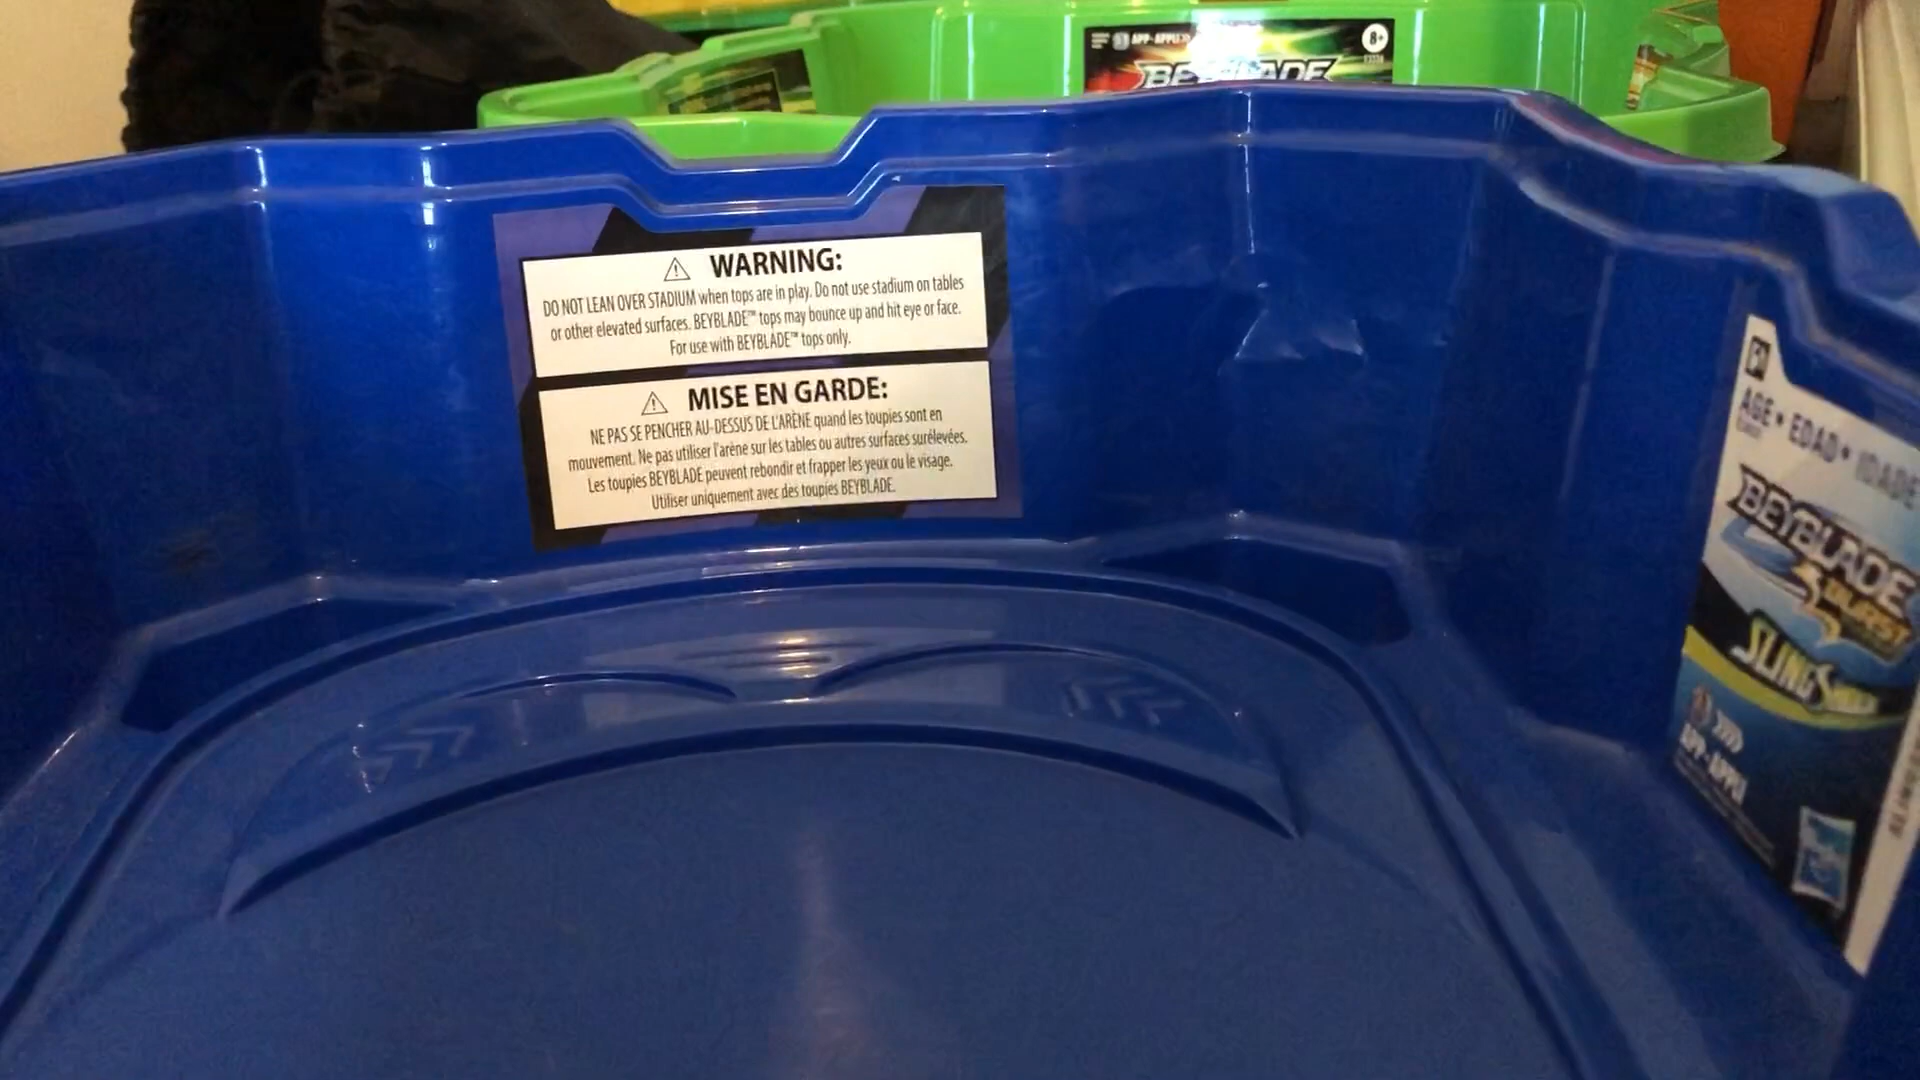 APP-APPLI
8+
BEYBLADE
WARNING:
DO NOT LEAN OVER STADIUM when tops are in play. Do not use stadium on tables
or other elevated surfaces. BEYBLADE™ tops may bounce up and hit eye or face.
For use with BEYBLADE™ tops only.
MISE EN GARDE:
NE PAS SE PENCHER AU-DESSUS DE L'ARÈNE quand les toupies sont en
mouvement. Ne pas utiliser l'arène sur les tables ou autres surfaces surélevées.
Les toupies BEYBLADE peuvent rebondir et frapper les yeux ou le visage.
Utiliser uniquement avec des toupies BEYBLADE.
AGE • EDAD • IDADE
BEYBLADE
BURST
SLINGSHOCK
APP-APPLI